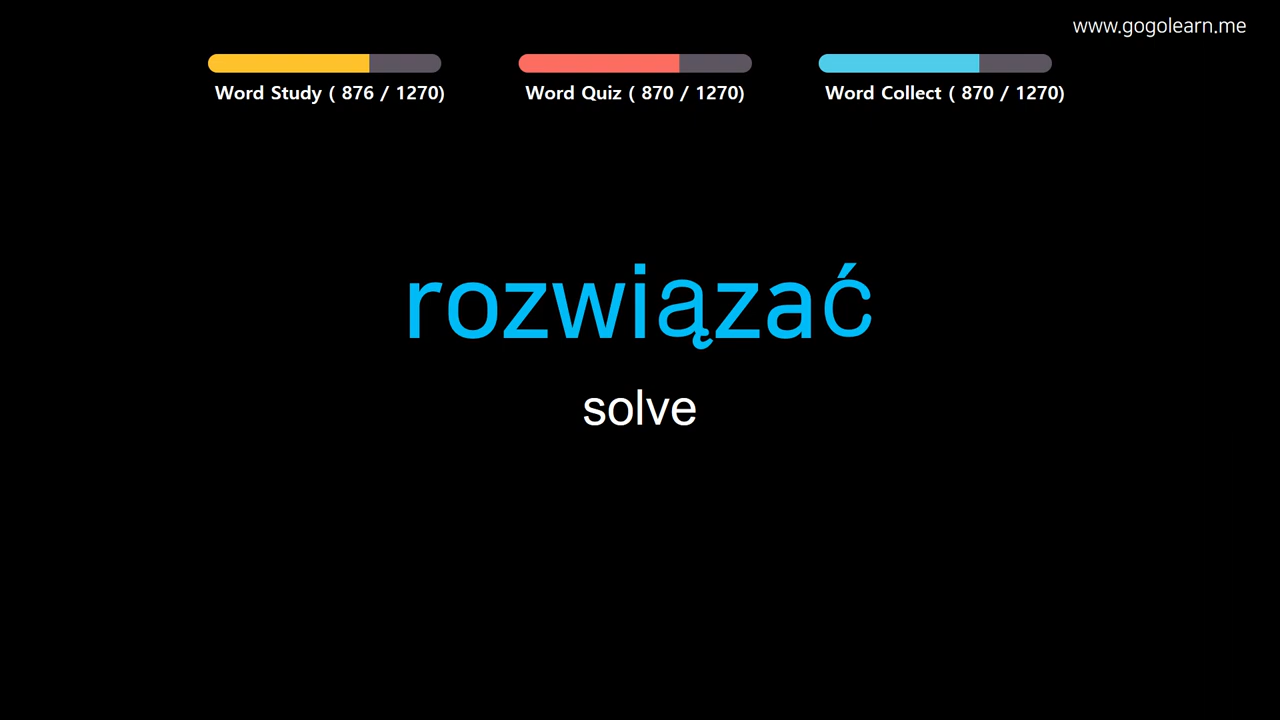 www.gogolearn.me
Word Study ( 876 / 1270)
Word Quiz ( 870 / 1270)
Word Collect ( 870 / 1270)
rozwiązać
solve